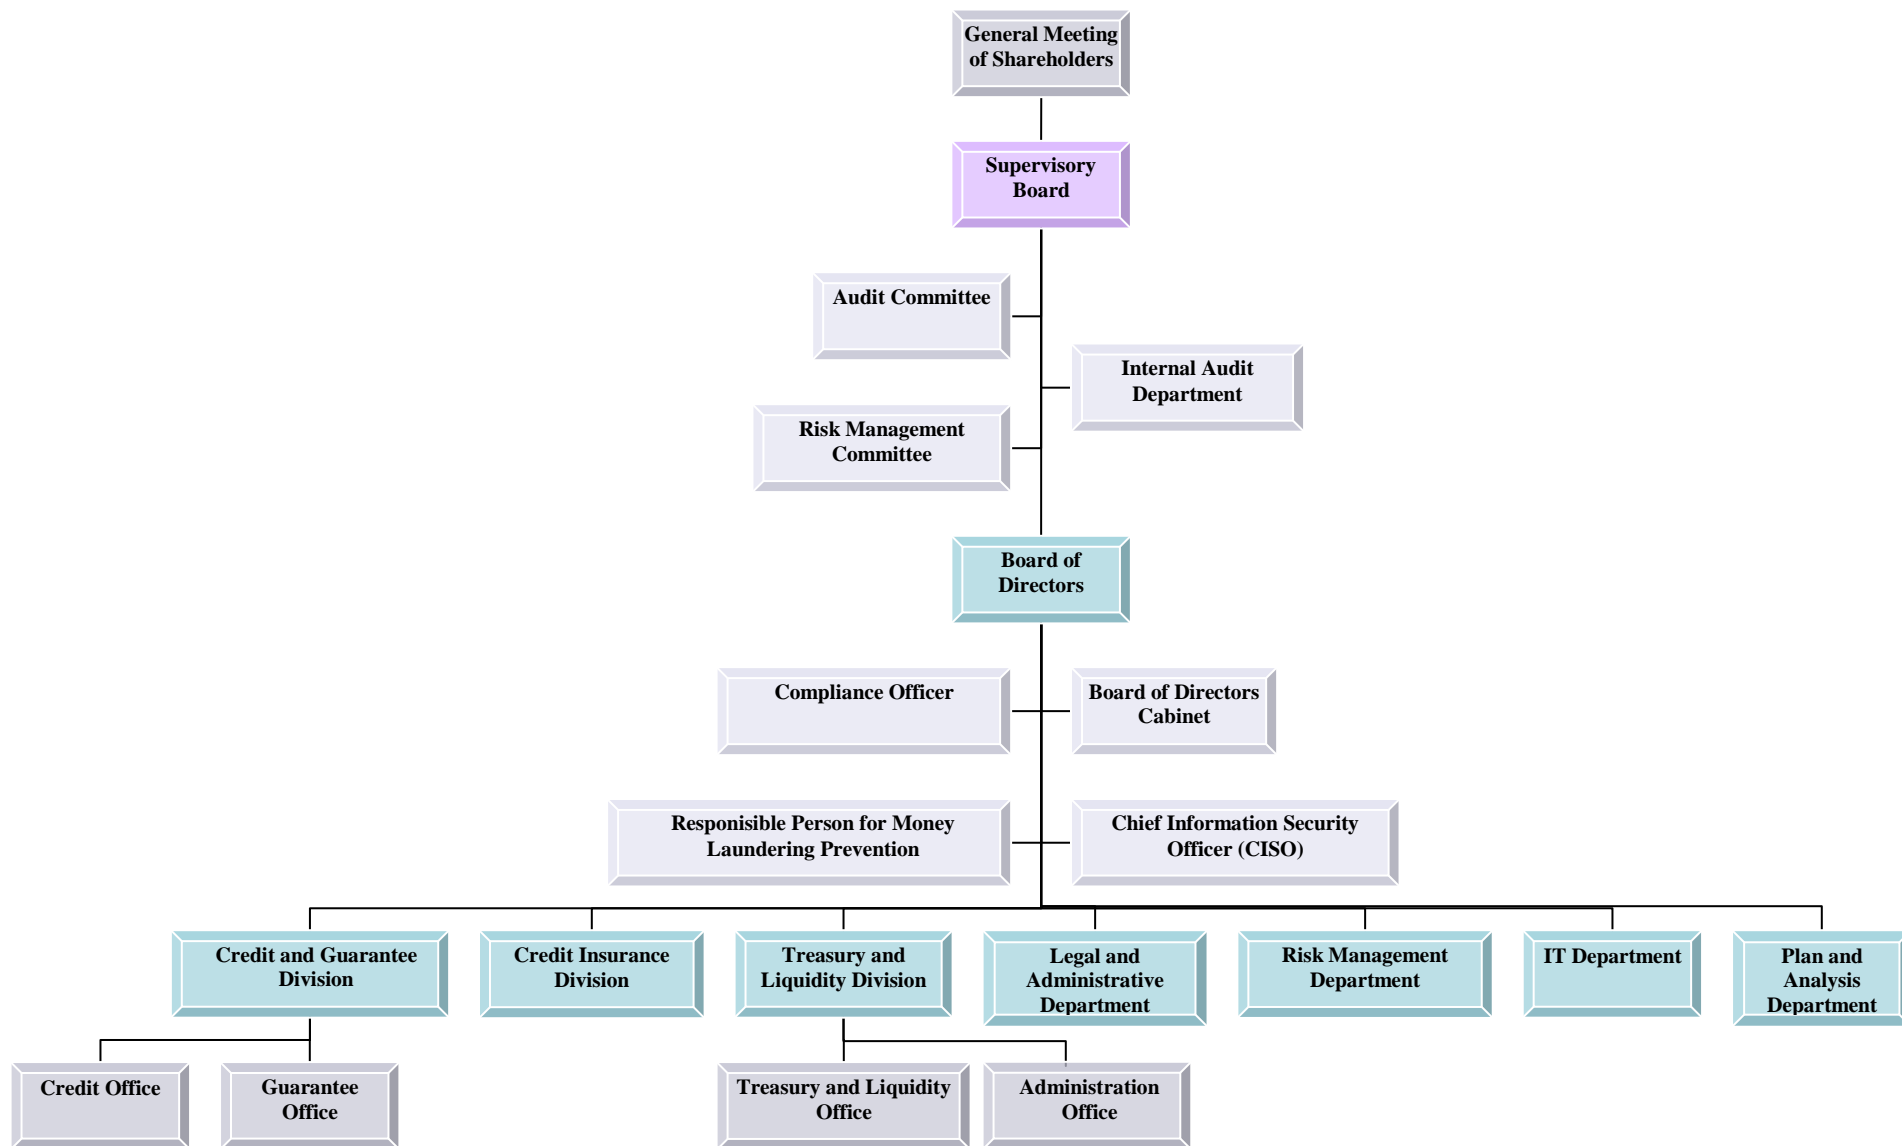 General Meeting
of Shareholders
Supervisory
Board
Audit Committee
Internal Audit
Department
Risk Management
Committee
Board of
Directors
Compliance Officer
Board of Directors
Cabinet
Responisible Person for Money
Laundering Prevention
Chief Information Security
Officer (CISO)
Credit and Guarantee
Division
Credit Insurance
Division
Treasury and
Liquidity Division
Legal and
Administrative
Department
Risk Management
Department
IT Department
Plan and
Analysis
Department
Credit Office
Guarantee
Office
Treasury and Liquidity
Office
Administration
Office